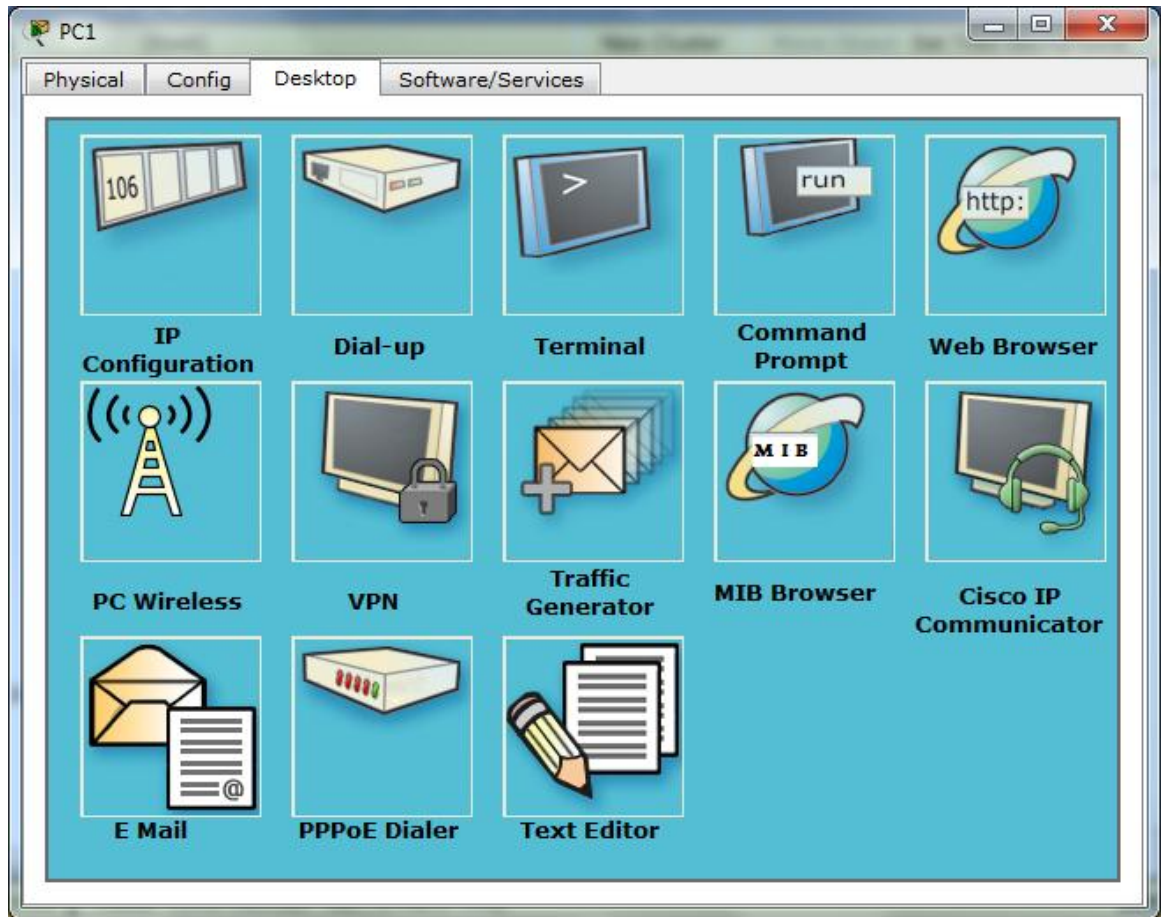 PC1
Physical Config Desktop Software/Services
106
>
run
http:
IP
Configuration
Dial-up
Terminal
Command
Prompt
Web Browser
MIB
PC Wireless
VPN
Traffic
Generator
MIB Browser
Cisco IP
Communicator
@
E Mail
PPPoE Dialer
Text Editor